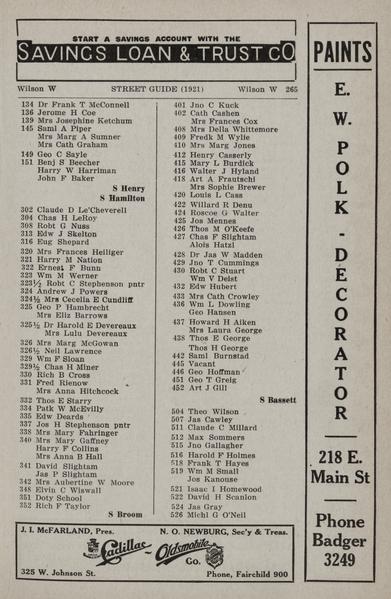 START A SAVINGS ACCOUNT WITH THE
SAVINGS LOAN & TRUST CO
Wilson W STREET GUIDE (1921) Wilson W 265
134 Dr Frank T McConnell
136 Jerome H Coe
139 Mrs Josephine Ketchum
145 Saml A Piper
Mrs Marg A Sumner
Mrs Cath Graham
149 Geo C Sayle
151 Benj S Beecher
Harry W Harriman
John F Baker
S Henry
S Hamilton
302 Claude D Le'Cheverell
304 Chas H LeRoy
308 Robt G Nuss
313 Edw J Skelton
316 Eug Shepard
320 Mrs Frances Heiliger
321 Harry M Nation
322 Ernest F Bunn
323 Wm M Werner
323½ Robt C Stephenson pntr
324 Andrew J Powers
324½ Mrs Cecelia E Cundliff
325 Geo P Hambrecht
Mrs Eliz Barrows
325½ Dr Harold E Devereaux
Mrs Lulu Devereaux
326 Mrs Marg McGowan
326½ Neil Lawrence
329 Wm F Sloan
329½ Chas H Miner
330 Rich B Cross
331 Fred Rienow
Mrs Anna Hitchcock
332 Thos E Starry
334 Patk W McEvilly
335 Edw Deards
337 Jos H Stephenson pntr
338 Mrs Mary Fahringer
340 Mrs Mary Gaffney
Harry F Collins
Mrs Anna B Hall
341 David Slightam
Jas P Slightam
342 Mrs Aubertine W Moore
348 Elvin C Wiswall
351 Doty School
352 Rich F Taylor
S Broom
401 Jno C Kuck
402 Cath Cashen
Mrs Frances Cox
408 Mrs Della Whittemore
409 Fredk M Wylie
410 Mrs Marg Jones
412 Henry Casserly
415 Mary L Burdick
416 Walter J Hyland
418 Art A Frautschi
Mrs Sophie Brewer
420 Louis L Cass
422 Willard R Denu
424 Roscoe G Walter
425 Jos Mennes
426 Thos M O'Keefe
427 Chas F Slightam
Alois Hatzl
428 Dr Jas W Madden
429 Jno T Cummings
430 Robt C Stuart
Wm V Deist
432 Edw Hubert
433 Mrs Cath Crowley
436 Wm L Dowling
Geo Hansen
437 Howard H Aiken
Mrs Laura George
438 Thos E George
Thos H George
442 Saml Burnstad
445 Vacant
446 Geo Hoffman
451 Geo T Greig
452 Art J Gill
S Bassett
504 Theo Wilson
507 Jas Cawley
511 Claude C Millard
512 Max Sommers
515 Jno Gallagher
516 Harold F Holmes
518 Frank T Hayes
519 Wm M Small
Jos Kanouse
521 Isaac I Homewood
522 David H Scanlon
524 Jas Gray
526 Michl G O'Neil
J. I. McFARLAND, Pres. N. O. NEWBURG, Sec'y & Treas.
Cadillac - Oldsmobile
Co.
325 W. Johnson St. Phone, Fairchild 900
PAINTS
E. W. POLK - DECORATOR
218 E.
Main St
Phone
Badger
3249